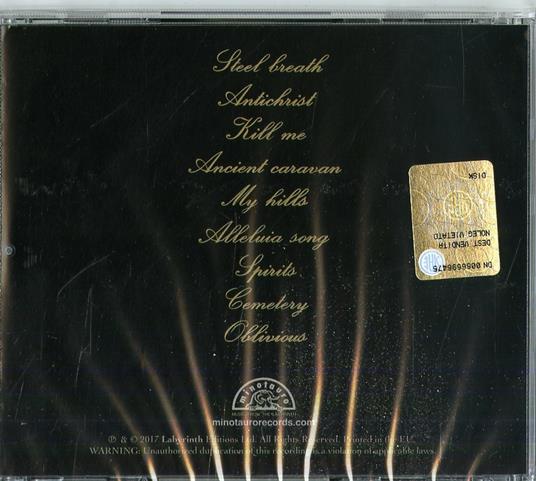 Steel breath
Antichrist
Kill me
Ancient caravan
My hills
Alleluia song
Spirits
Cemetery
Oblivious
DISK
SIAE
DEST. VENDITA
NOLEG. VIETATO
DN 0056696475
minotauro
minotaurorecords.com
℗ & © 2017 Labyrinth Editions Ltd. All Rights Reserved. Printed in the EU.
WARNING: Unauthorized duplication of this recording is a violation of applicable laws.